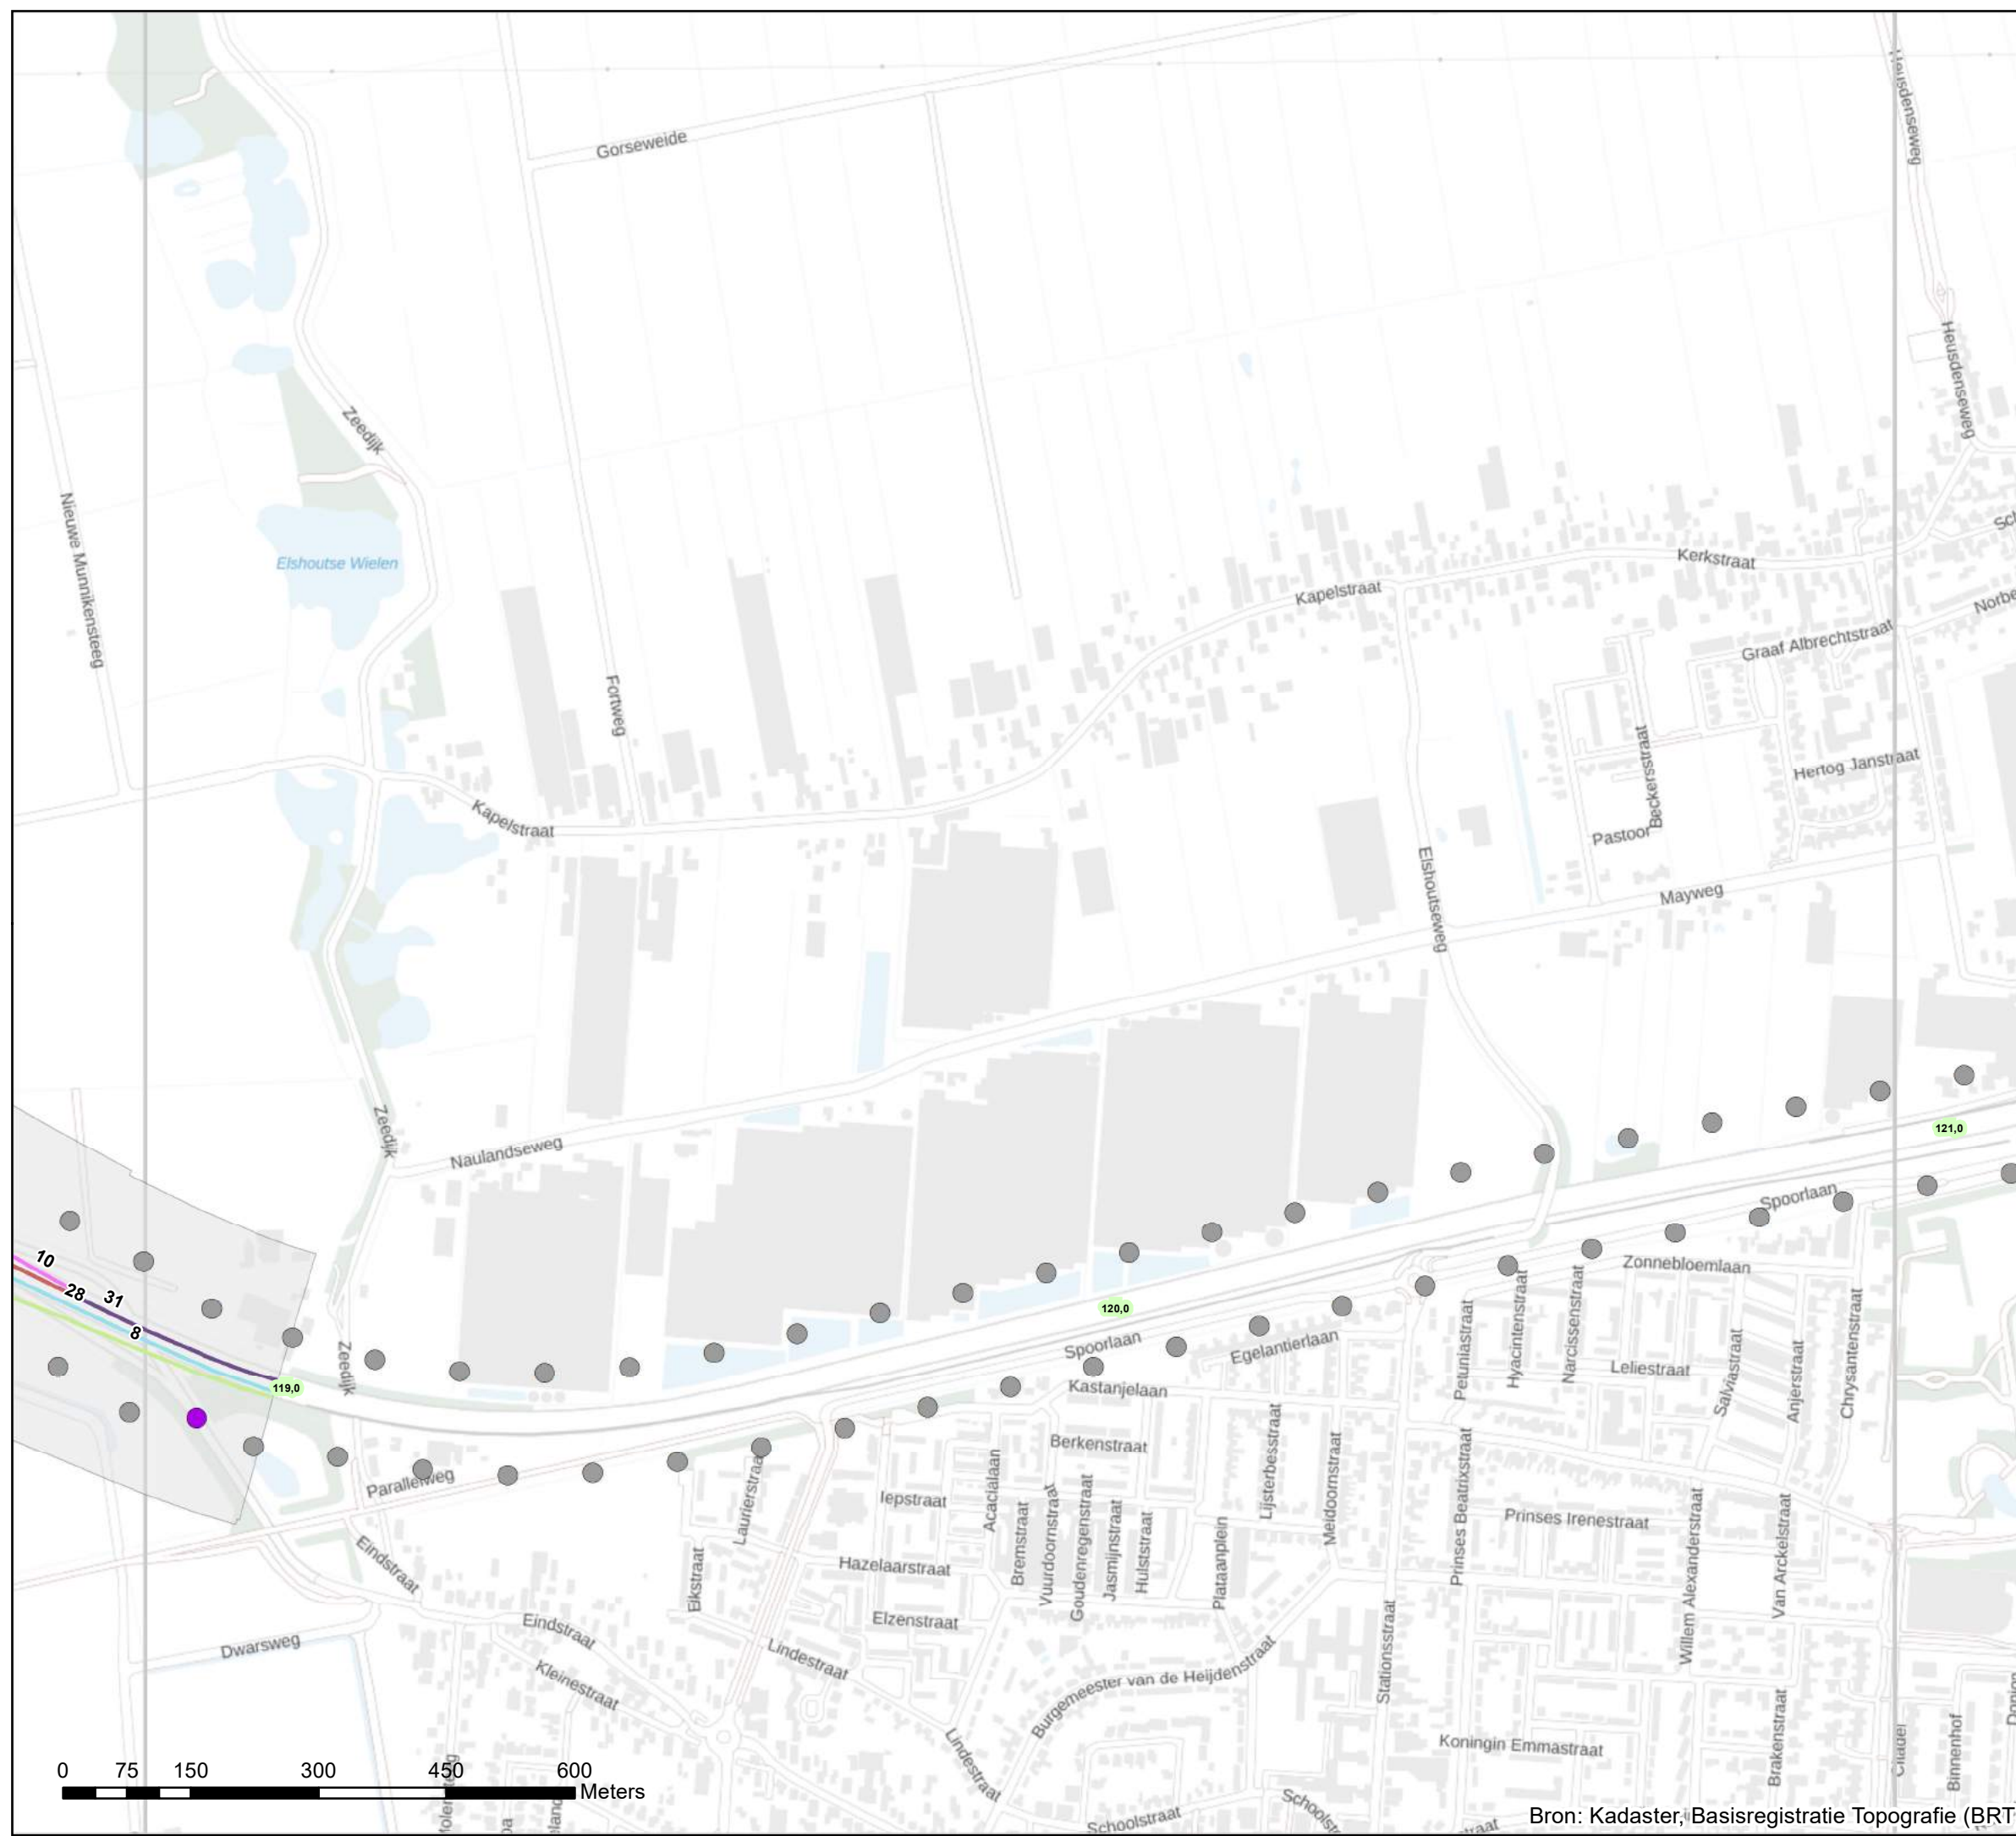 Heusdenseweg
Gorseweide
Heusdenseweg
Zeedijk
Nieuwe Munnikensteeg
Elshoutse Wielen
Kerkstraat
Kapelstraat
Graaf Albrechtstraat
Fortweg
Beckersstraat
Hertog Janstraat
Kapelstraat
Pastoor
Elshoutseweg
Mayweg
Zeedijk
Naulandseweg
121,0
Spoorlaan
10
28
31
8
Zonnebloemlaan
120,0
Spoorlaan
Egelantierlaan
Zeedijk
119,0
Kastanjelaan
Petuniastraat
Hyacintenstraat
Narcissenstraat
Leliestraat
Salviastraat
Anjerstraat
Chrysantenstraat
Berkenstraat
Lijsterbesstraat
Meidoornstraat
Prinses Beatrixstraat
Parallelweg
Laurierstraat
Iepstraat
Acacialaan
Bremstraat
Vuurdoornstraat
Goudenregenstraat
Jasmijnstraat
Hulststraat
Plataanplein
Prinses Irenestraat
Willem Alexanderstraat
Van Arckelstraat
Eindstraat
Eikstraat
Hazelaarstraat
Elzenstraat
Eindstraat
Dwarsweg
Lindestraat
Kleinestraat
Burgemeester van de Heijdenstraat
Stationsstraat
Koningin Emmastraat
Brakenstraat
Citadel
Binnenhof
Lindestraat
0 75 150 300 450 600
Meters
Schoolstraat
Bron: Kadaster, Basisregistratie Topografie (BRT